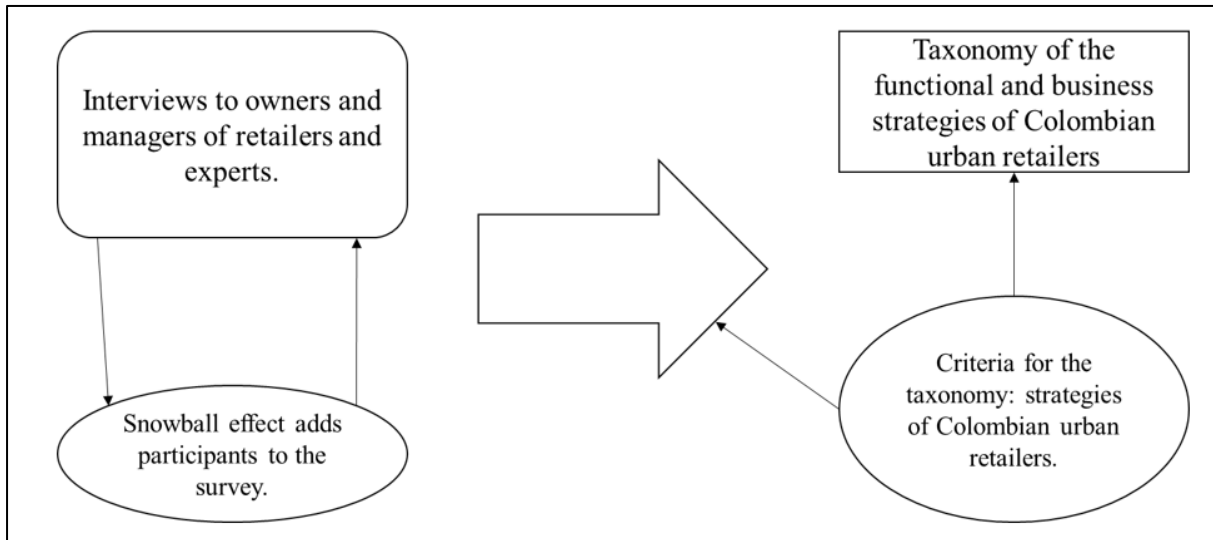 Interviews to owners and
managers of retailers and
experts.
Snowball effect adds
participants to the
survey.
Taxonomy of the
functional and business
strategies of Colombian
urban retailers
Criteria for the
taxonomy: strategies
of Colombian urban
retailers.